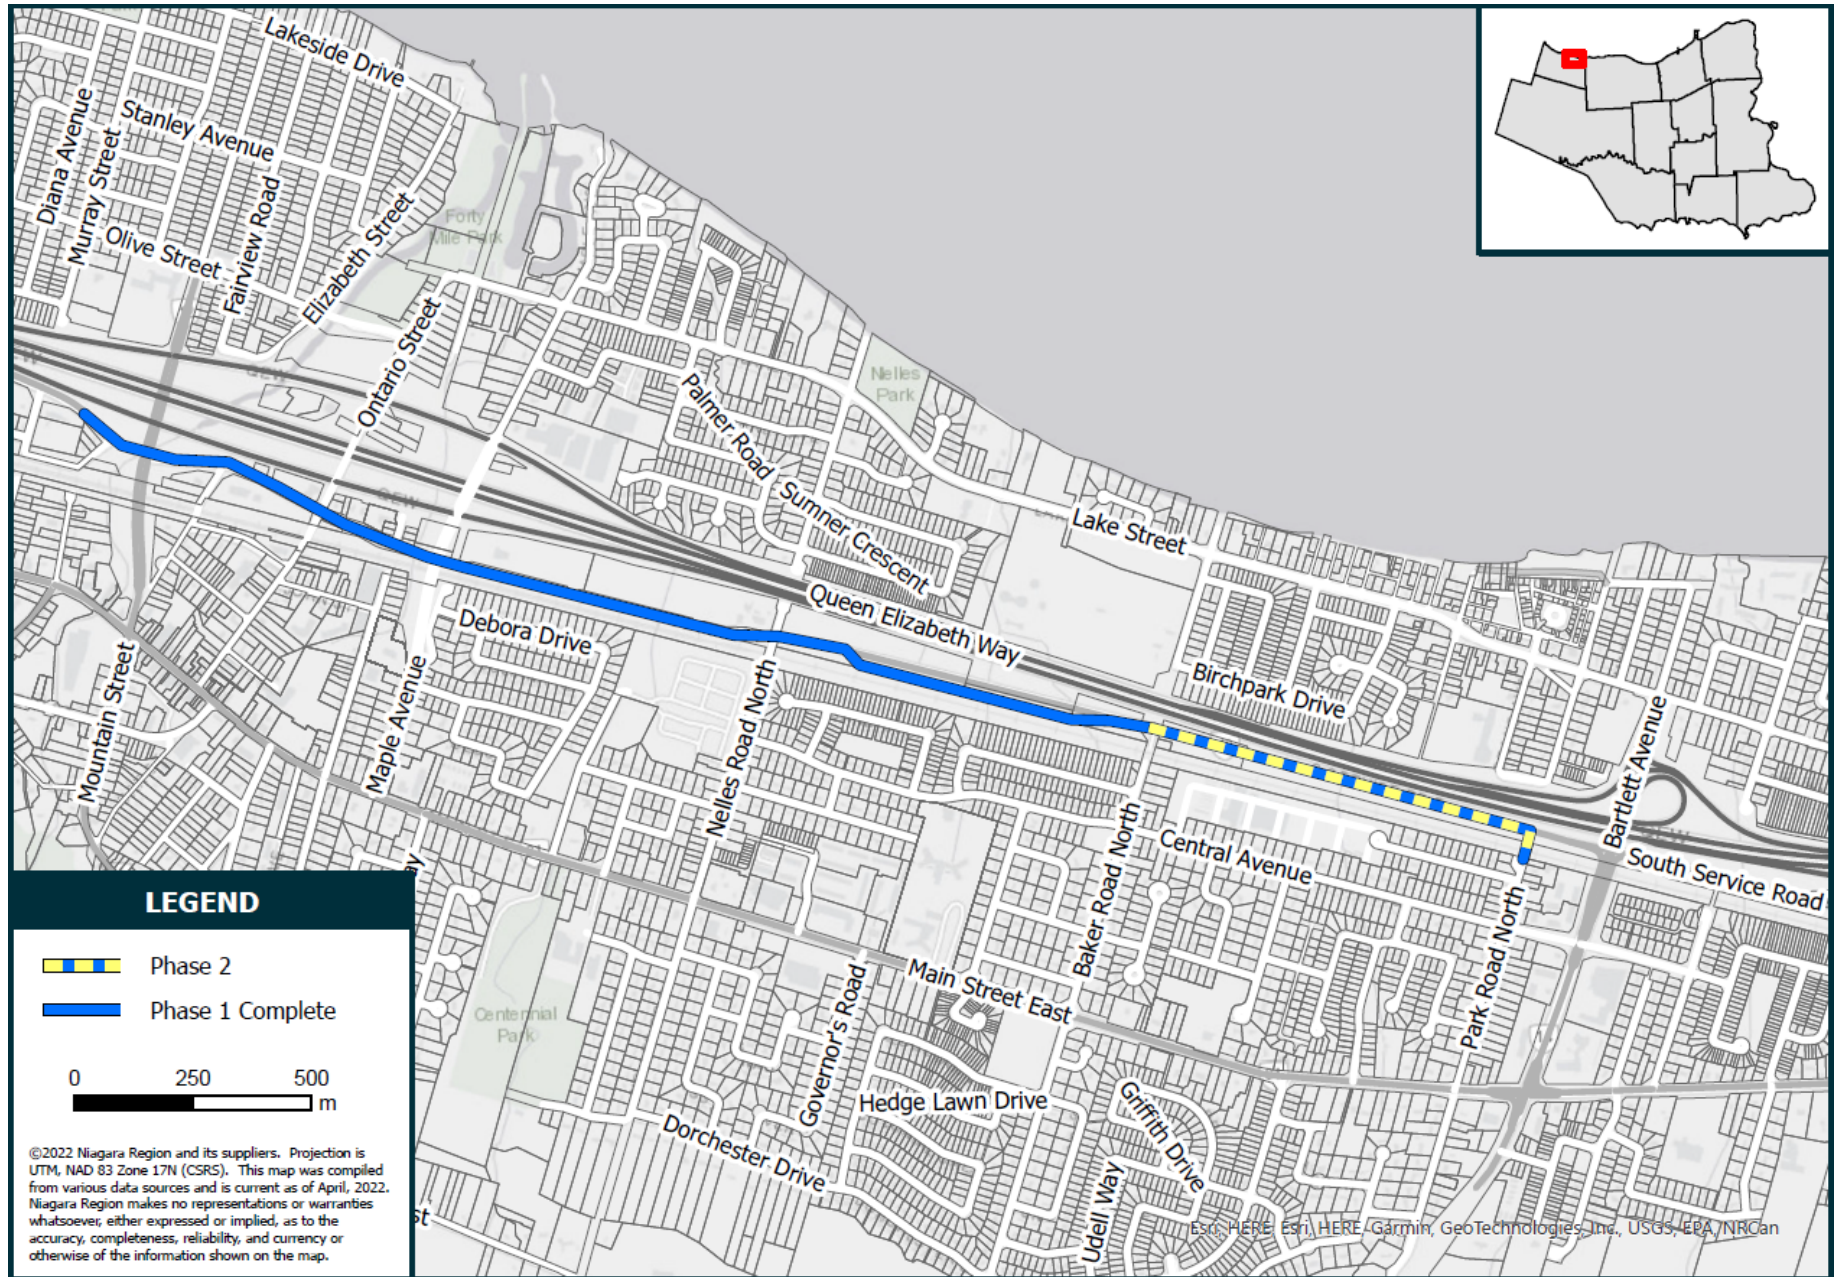 Lakeside Drive
Stanley Avenue
Diana Avenue
Murray Street
Olive Street
Fairview Road
Elizabeth Street
Forty
Mile Park
Ontario Street
QEW
QEW
Nelles
Park
Palmer Road
Sumner Crescent
Lake Street
Queen Elizabeth Way
Debora Drive
Birchpark Drive
Mountain Street
Maple Avenue
Nelles Road North
Baker Road North
Central Avenue
Bartlett Avenue
QEW
South Service Road
Park Road North
Main Street East
Governor's Road
Centennial
Park
Hedge Lawn Drive
Griffith Drive
Dorchester Drive
Udell Way
LEGEND
Phase 2
Phase 1 Complete
0 250 500
m
©2022 Niagara Region and its suppliers. Projection is
UTM, NAD 83 Zone 17N (CSRS). This map was compiled
from various data sources and is current as of April, 2022.
Niagara Region makes no representations or warranties
whatsoever, either expressed or implied, as to the
accuracy, completeness, reliability, and currency or
otherwise of the information shown on the map.
Esri, HERE, Esri, HERE, Garmin, GeoTechnologies, Inc., USGS, EPA, NRCan